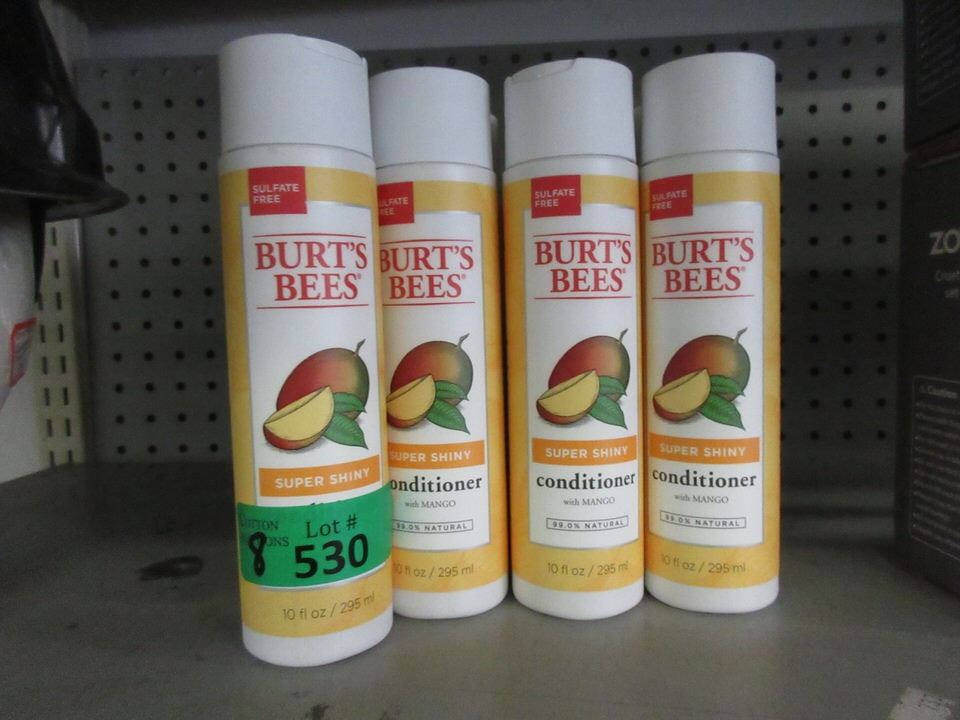 SULFATE
FREE
BURT'S
BEES
SUPER SHINY
Lot #
8
530
10 fl oz / 295 ml
BURT'S
BEES
SUPER SHINY
with MANGO
99.0% NATURAL
10 fl oz / 295 ml
SULFATE
FREE
BURT'S
BEES
SUPER SHINY
conditioner
with MANGO
99.0% NATURAL
10 fl oz / 295 ml
SULFATE
FREE
BURT'S
BEES
SUPER SHINY
conditioner
with MANGO
99.0% NATURAL
10 fl oz / 295 ml
ZO
Caution